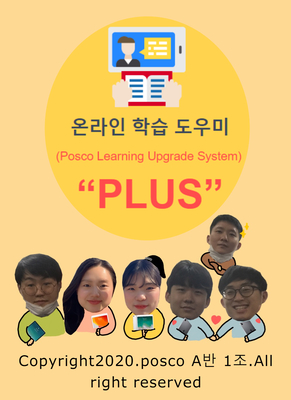 온라인 학습 도우미
(Posco Learning Upgrade System)
“PLUS”
Copyright2020.posco A반 1조.All
right reserved